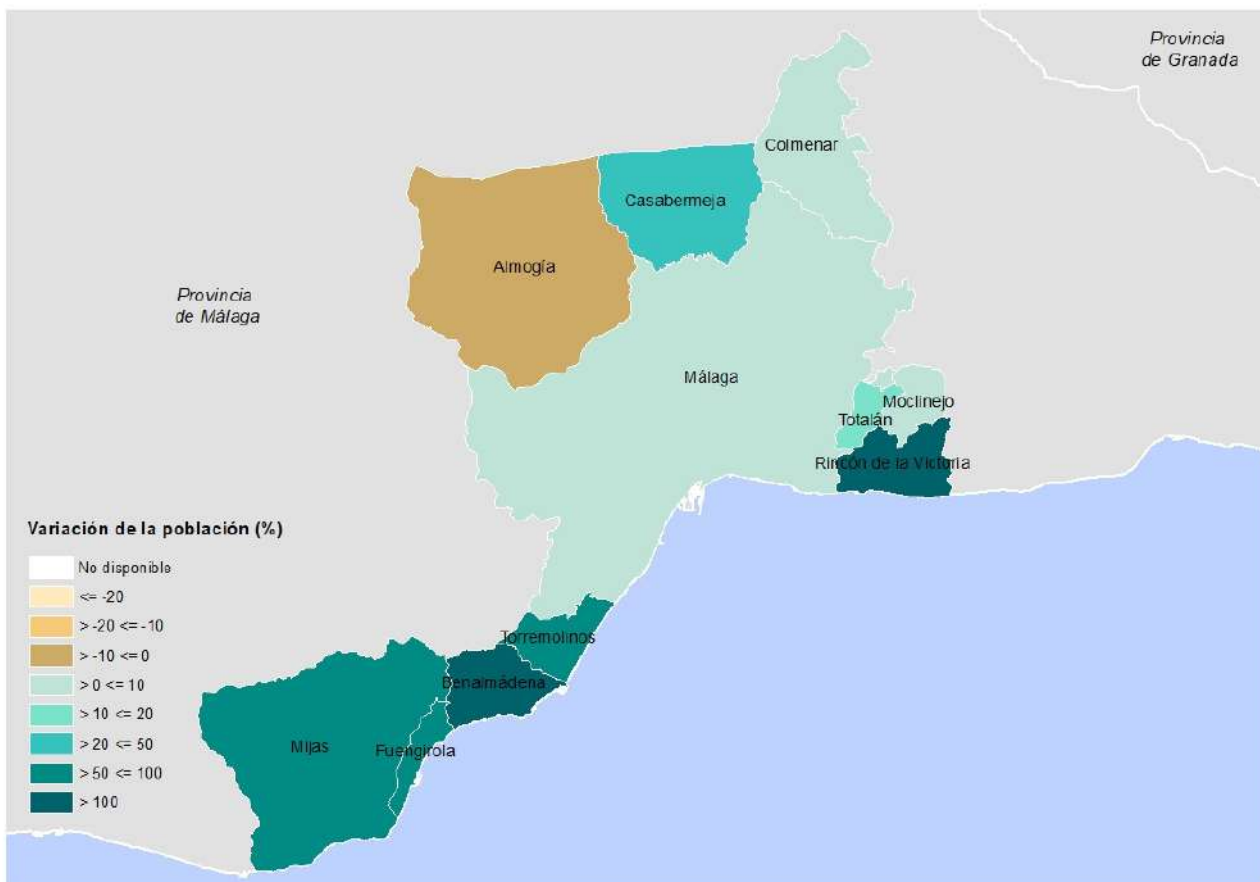 Provincia
de Granada
Colmenar
Casabermeja
Almogía
Provincia
de Málaga
Málaga
Moclinejo
Totalán
Rincón de la Victoria
Variación de la población (%)
No disponible
<= -20
> -20 <= -10
> -10 <= 0
> 0 <= 10
> 10 <= 20
> 20 <= 50
> 50 <= 100
> 100
Torremolinos
Benalmádena
Mijas
Fuengirola